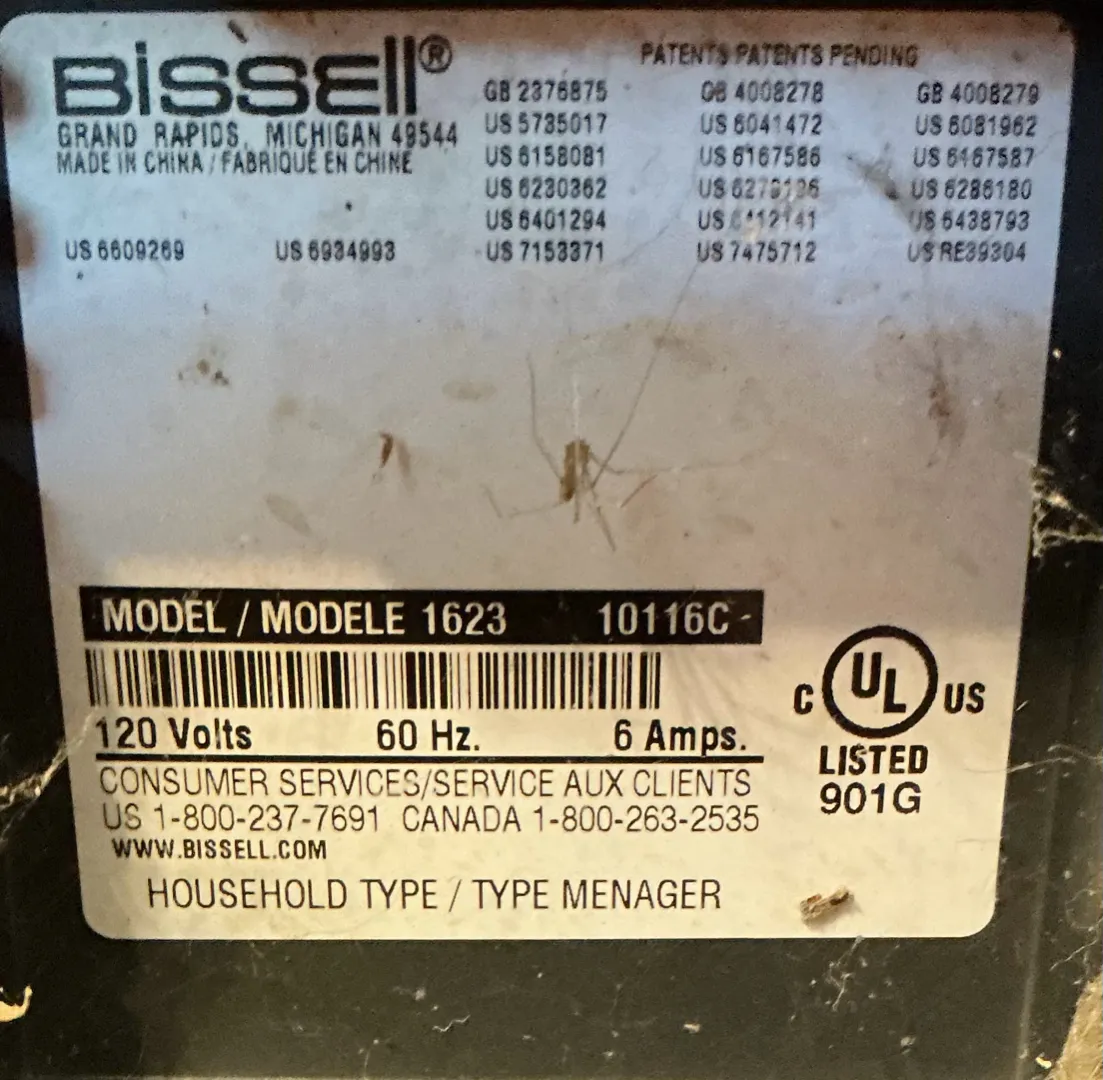 BISSELL®
GRAND RAPIDS, MICHIGAN 49544
MADE IN CHINA / FABRIQUÉ EN CHINE
PATENTS PATENTS PENDING
GB 2376875 GB 4008278 GB 4008279
US 5735017 US 6041472 US 6081962
US 6158081 US 6167586 US 6167587
US 6230362 US US 6286180
US 6401294 US US 6438793
US 6609269 US 6934993 US 7153371 US 7475712 US RE39304
MODEL / MODELE 1623 10116C -
120 Volts 60 Hz. 6 Amps.
CONSUMER SERVICES/SERVICE AUX CLIENTS
US 1-800-237-7691 CANADA 1-800-263-2535
WWW.BISSELL.COM
HOUSEHOLD TYPE / TYPE MENAGER
C UL US
LISTED
901G